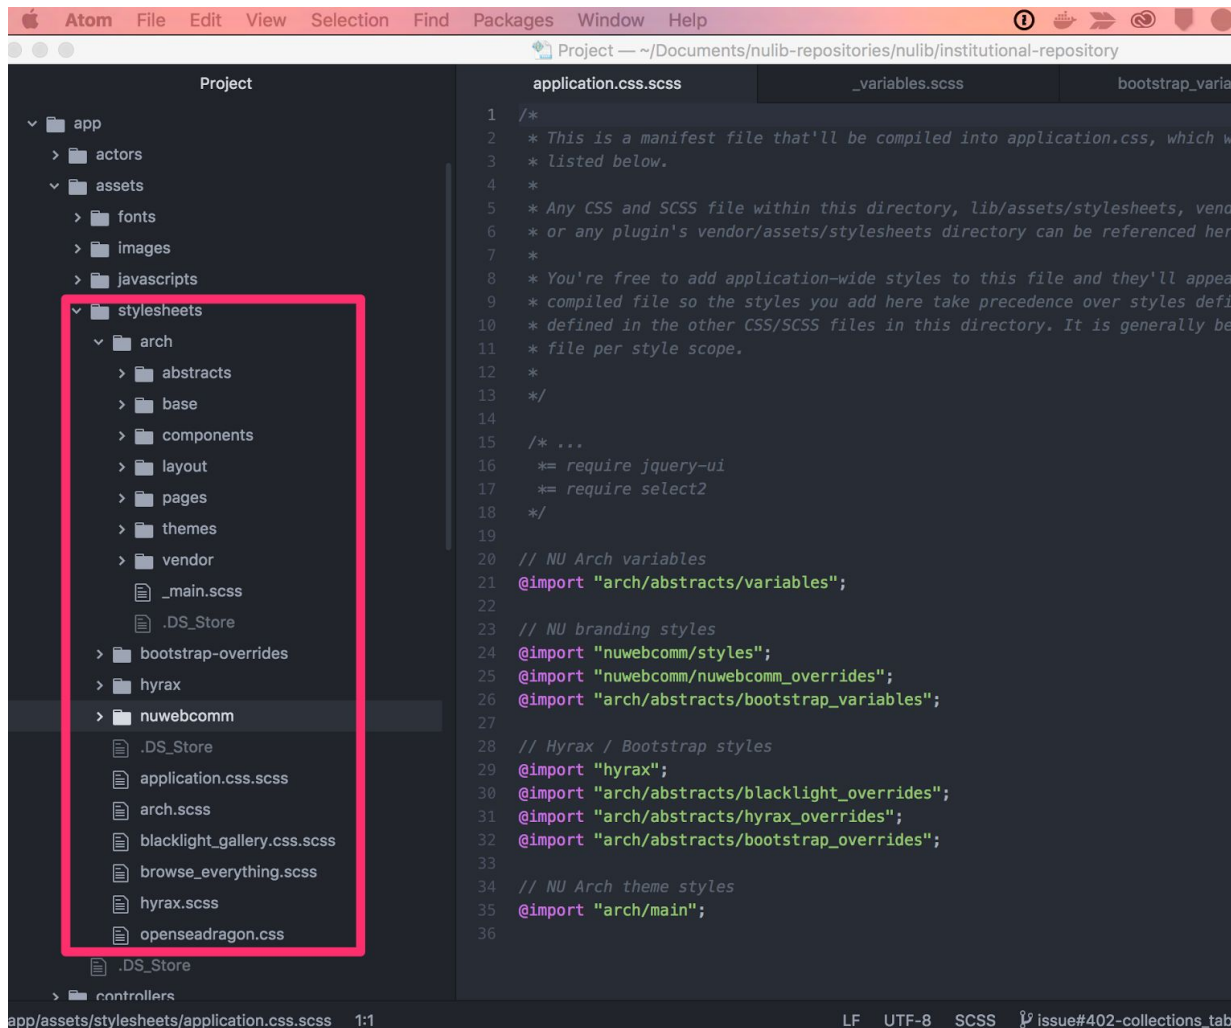 Atom File Edit View Selection Find Packages Window Help
Project — ~/Documents/nulib-repositories/nulib/institutional-repository
Project
app
actors
assets
fonts
images
javascripts
stylesheets
arch
abstracts
base
components
layout
pages
themes
vendor
_main.scss
.DS_Store
bootstrap-overrides
hyrax
nuwebcomm
.DS_Store
application.css.scss
arch.scss
blacklight_gallery.css.scss
browse_everything.scss
hyrax.scss
openseadragon.css
.DS_Store
controllers
application.css.scss _variables.scss bootstrap_varia
1 /*
2 * This is a manifest file that'll be compiled into application.css, which w
3 * listed below.
4 *
5 * Any CSS and SCSS file within this directory, lib/assets/stylesheets, vend
6 * or any plugin's vendor/assets/stylesheets directory can be referenced her
7 *
8 * You're free to add application-wide styles to this file and they'll appea
9 * compiled file so the styles you add here take precedence over styles defi
10 * defined in the other CSS/SCSS files in this directory. It is generally be
11 * file per style scope.
12 *
13 */
14
15 /* ...
16 *= require jquery-ui
17 *= require select2
18 */
19
20 // NU Arch variables
21 @import "arch/abstracts/variables";
22
23 // NU branding styles
24 @import "nuwebcomm/styles";
25 @import "nuwebcomm/nuwebcomm_overrides";
26 @import "arch/abstracts/bootstrap_variables";
27
28 // Hyrax / Bootstrap styles
29 @import "hyrax";
30 @import "arch/abstracts/blacklight_overrides";
31 @import "arch/abstracts/hyrax_overrides";
32 @import "arch/abstracts/bootstrap_overrides";
33
34 // NU Arch theme styles
35 @import "arch/main";
36
app/assets/stylesheets/application.css.scss 1:1 LF UTF-8 SCSS issue#402-collections_tab